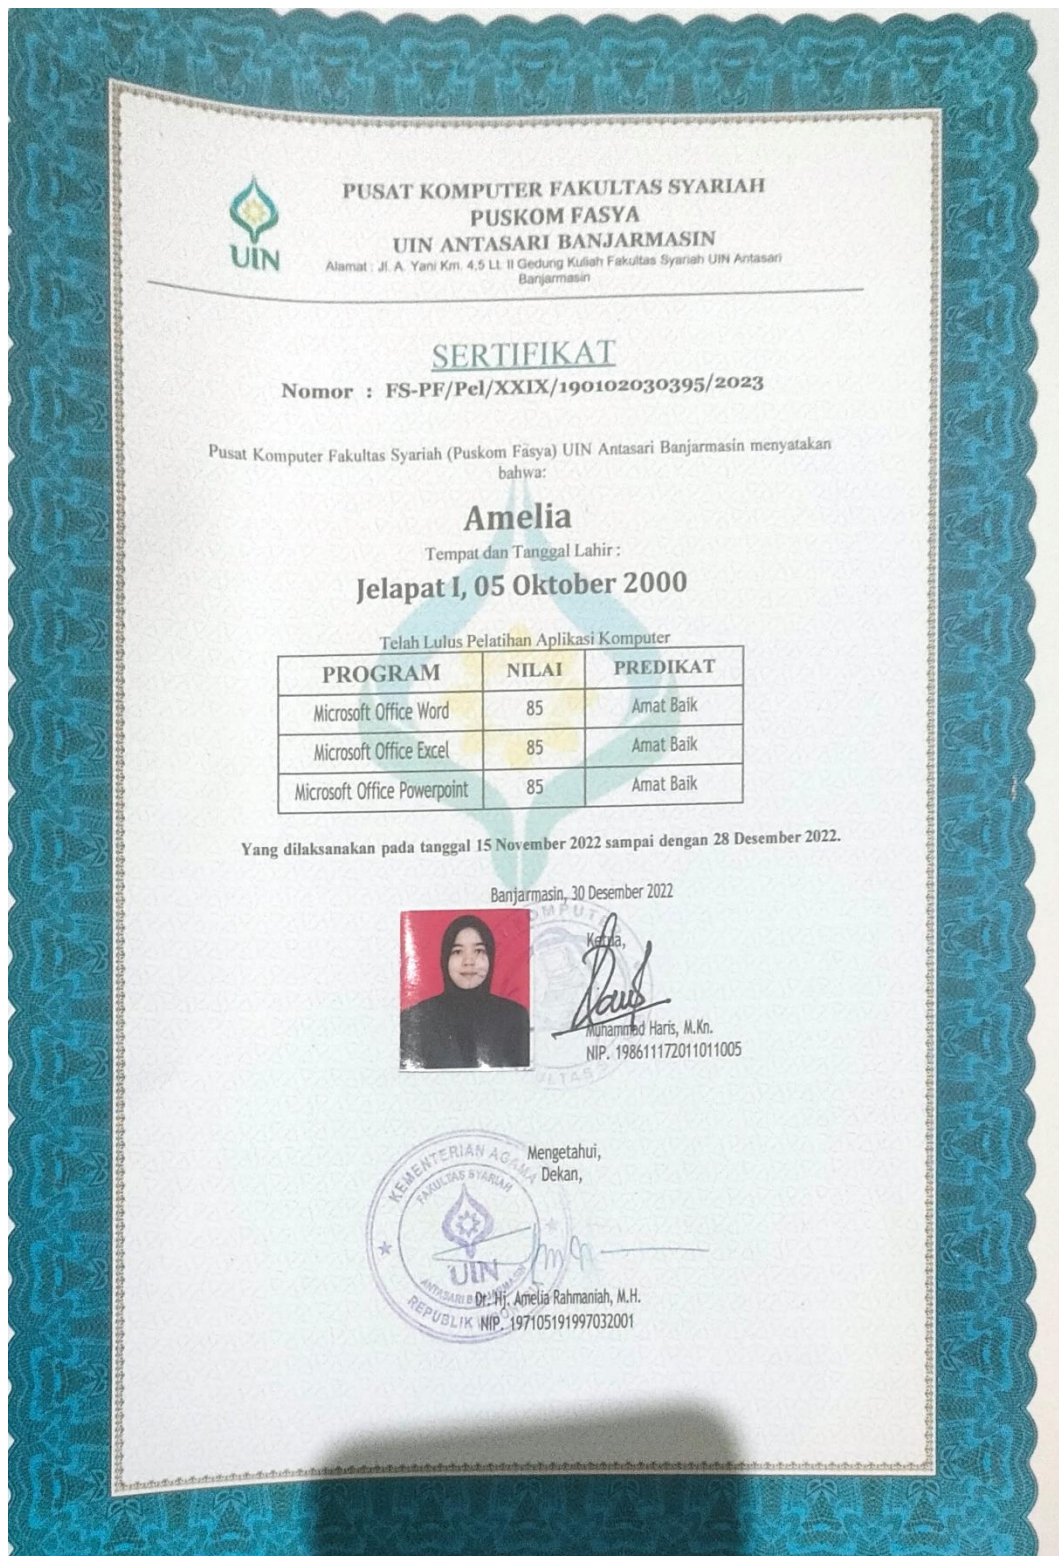 UIN
PUSAT KOMPUTER FAKULTAS SYARIAH
PUSKOM FASYA
UIN ANTASARI BANJARMASIN
Alamat : Jl. A. Yani Km. 4,5 Lt. II Gedung Kuliah Fakultas Syariah UIN Antasari
Banjarmasin
SERTIFIKAT
Nomor : FS-PF/Pel/XXIX/190102030395/2023
Pusat Komputer Fakultas Syariah (Puskom Fasya) UIN Antasari Banjarmasin menyatakan
bahwa:
Amelia
Tempat dan Tanggal Lahir :
Jelapat I, 05 Oktober 2000
Telah Lulus Pelatihan Aplikasi Komputer
PROGRAM NILAI PREDIKAT
Microsoft Office Word 85 Amat Baik
Microsoft Office Excel 85 Amat Baik
Microsoft Office Powerpoint 85 Amat Baik
Yang dilaksanakan pada tanggal 15 November 2022 sampai dengan 28 Desember 2022.
Banjarmasin, 30 Desember 2022
Ketua,
Muhammad Haris, M.Kn.
NIP. 198611172011011005
Mengetahui,
Dekan,
KEMENTERIAN AGAMA
FAKULTAS SYARIAH
UIN
REPUBLIK
Dr. Hj. Amelia Rahmaniah, M.H.
NIP. 197105191997032001